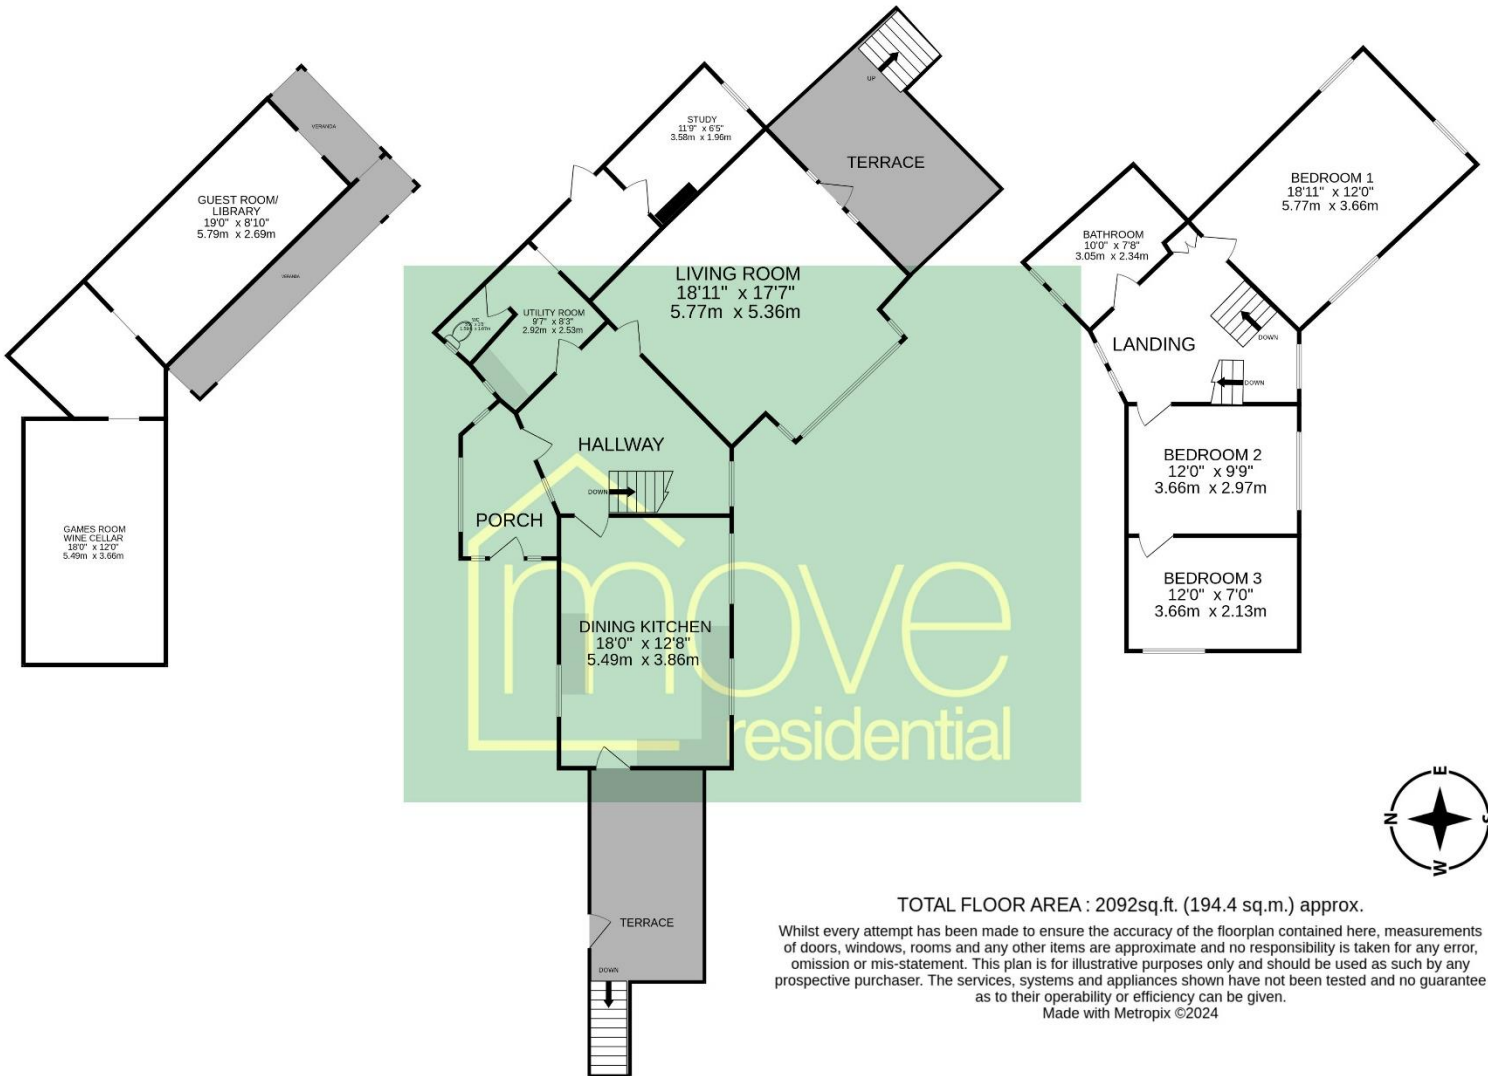 VERANDA
GUEST ROOM/
LIBRARY
19'0" x 8'10"
5.79m x 2.69m
VERANDA
GAMES ROOM
WINE CELLAR
18'0" x 12'0"
5.49m x 3.66m
UP
STUDY
11'9" x 6'5"
3.58m x 1.96m
TERRACE
LIVING ROOM
18'11" x 17'7"
5.77m x 5.36m
UTILITY ROOM
9'7" x 8'3"
2.92m x 2.53m
WC
HALLWAY
DOWN
PORCH
DINING KITCHEN
18'0" x 12'8"
5.49m x 3.86m
move
residential
TERRACE
DOWN
BEDROOM 1
18'11" x 12'0"
5.77m x 3.66m
BATHROOM
10'0" x 7'8"
3.05m x 2.34m
LANDING
DOWN
DOWN
BEDROOM 2
12'0" x 9'9"
3.66m x 2.97m
BEDROOM 3
12'0" x 7'0"
3.66m x 2.13m
E
N
S
W
TOTAL FLOOR AREA : 2092sq.ft. (194.4 sq.m.) approx.
Whilst every attempt has been made to ensure the accuracy of the floorplan contained here, measurements
of doors, windows, rooms and any other items are approximate and no responsibility is taken for any error,
omission or mis-statement. This plan is for illustrative purposes only and should be used as such by any
prospective purchaser. The services, systems and appliances shown have not been tested and no guarantee
as to their operability or efficiency can be given.
Made with Metropix ©2024